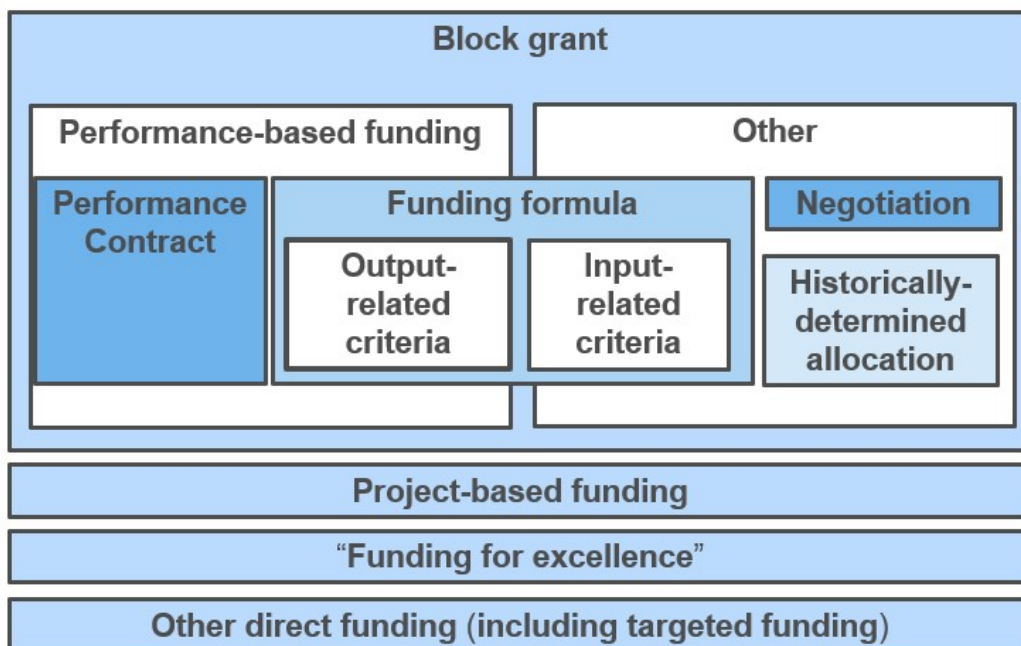 Block grant
Performance-based funding
Other
Performance
Contract
Funding formula
Output-
related
criteria
Input-
related
criteria
Negotiation
Historically-
determined
allocation
Project-based funding
“Funding for excellence”
Other direct funding (including targeted funding)